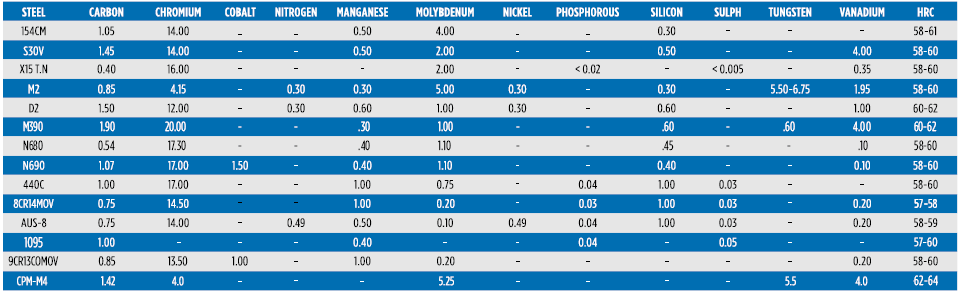 STEEL CARBON CHROMIUM COBALT NITROGEN MANGANESE MOLYBDENUM NICKEL PHOSPHOROUS SILICON SULPH TUNGSTEN VANADIUM HRC
154CM 1.05 14.00 – – 0.50 4.00 – – 0.30 – – – 58-61
S30V 1.45 14.00 – – 0.50 2.00 – – 0.50 – – 4.00 58-60
X15 T.N 0.40 16.00 – – – 2.00 – < 0.02 – < 0.005 – 0.35 58-60
M2 0.85 4.15 – 0.30 0.30 5.00 0.30 – 0.30 – 5.50-6.75 1.95 58-60
D2 1.50 12.00 – 0.30 0.60 1.00 0.30 – 0.60 – – 1.00 60-62
M390 1.90 20.00 – – .30 1.00 – – .60 – .60 4.00 60-62
N680 0.54 17.30 – – .40 1.10 – – .45 – – .10 58-60
N690 1.07 17.00 1.50 – 0.40 1.10 – – 0.40 – – 0.10 58-60
440C 1.00 17.00 – – 1.00 0.75 – 0.04 1.00 0.03 – – 58-60
8CR14MOV 0.75 14.50 – – 1.00 0.20 – 0.03 1.00 0.03 – 0.20 57-58
AUS-8 0.75 14.00 – 0.49 0.50 0.10 0.49 0.04 1.00 0.03 – 0.20 58-59
1095 1.00 – – – 0.40 – – 0.04 – 0.05 – – 57-60
9CR13COMOV 0.85 13.50 1.00 – 1.00 0.20 – – – – – 0.20 58-60
CPM-M4 1.42 4.0 – – – 5.25 – – – – 5.5 4.0 62-64